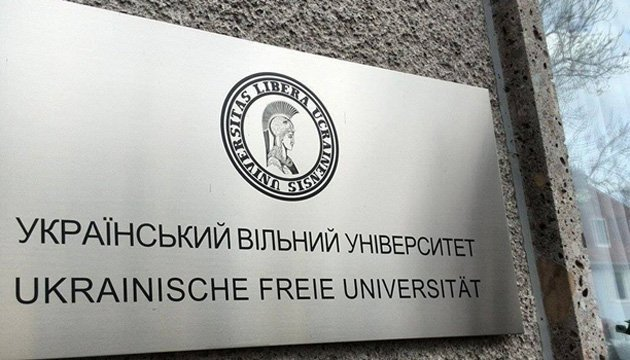 UNIVERSITAS LIBERA UCRAINENSIS
УКРАЇНСЬКИЙ ВІЛЬНИЙ УНІВЕРСИТЕТ
UKRAINISCHE FREIE UNIVERSITÄT